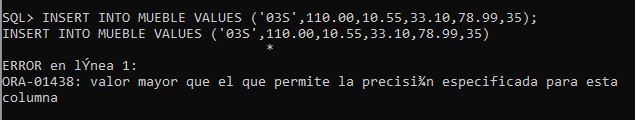 SQL> INSERT INTO MUEBLE VALUES ('03S',110.00,10.55,33.10,78.99,35);
INSERT INTO MUEBLE VALUES ('03S',110.00,10.55,33.10,78.99,35)
*
ERROR en lÝnea 1:
ORA-01438: valor mayor que el que permite la precisi¾n especificada para esta
columna